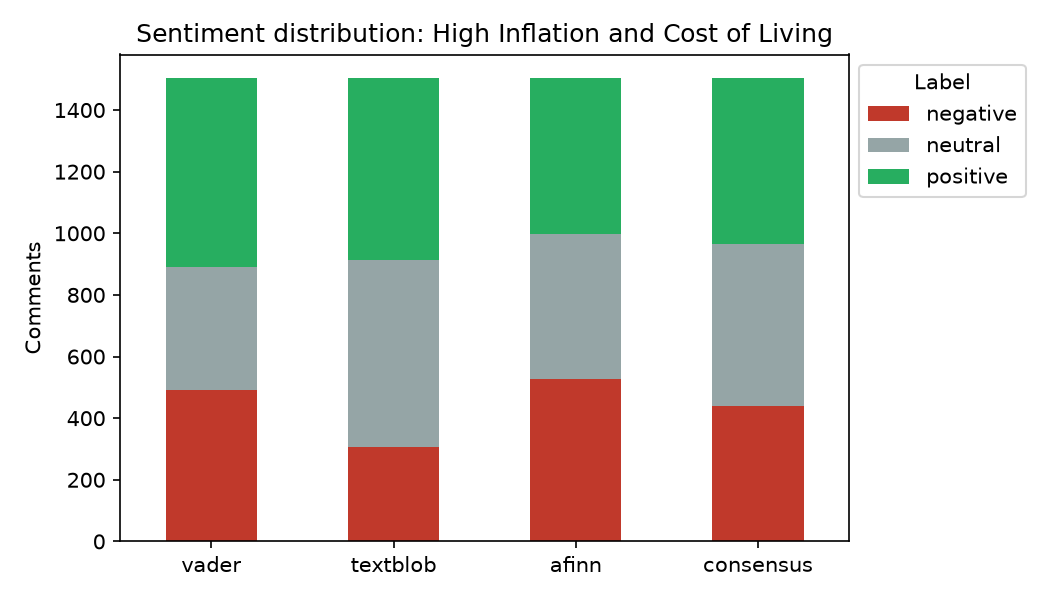 Sentiment distribution: High Inflation and Cost of Living
Comments
1400
1200
1000
800
600
400
200
0
vader
textblob
afinn
consensus
Label
negative
neutral
positive